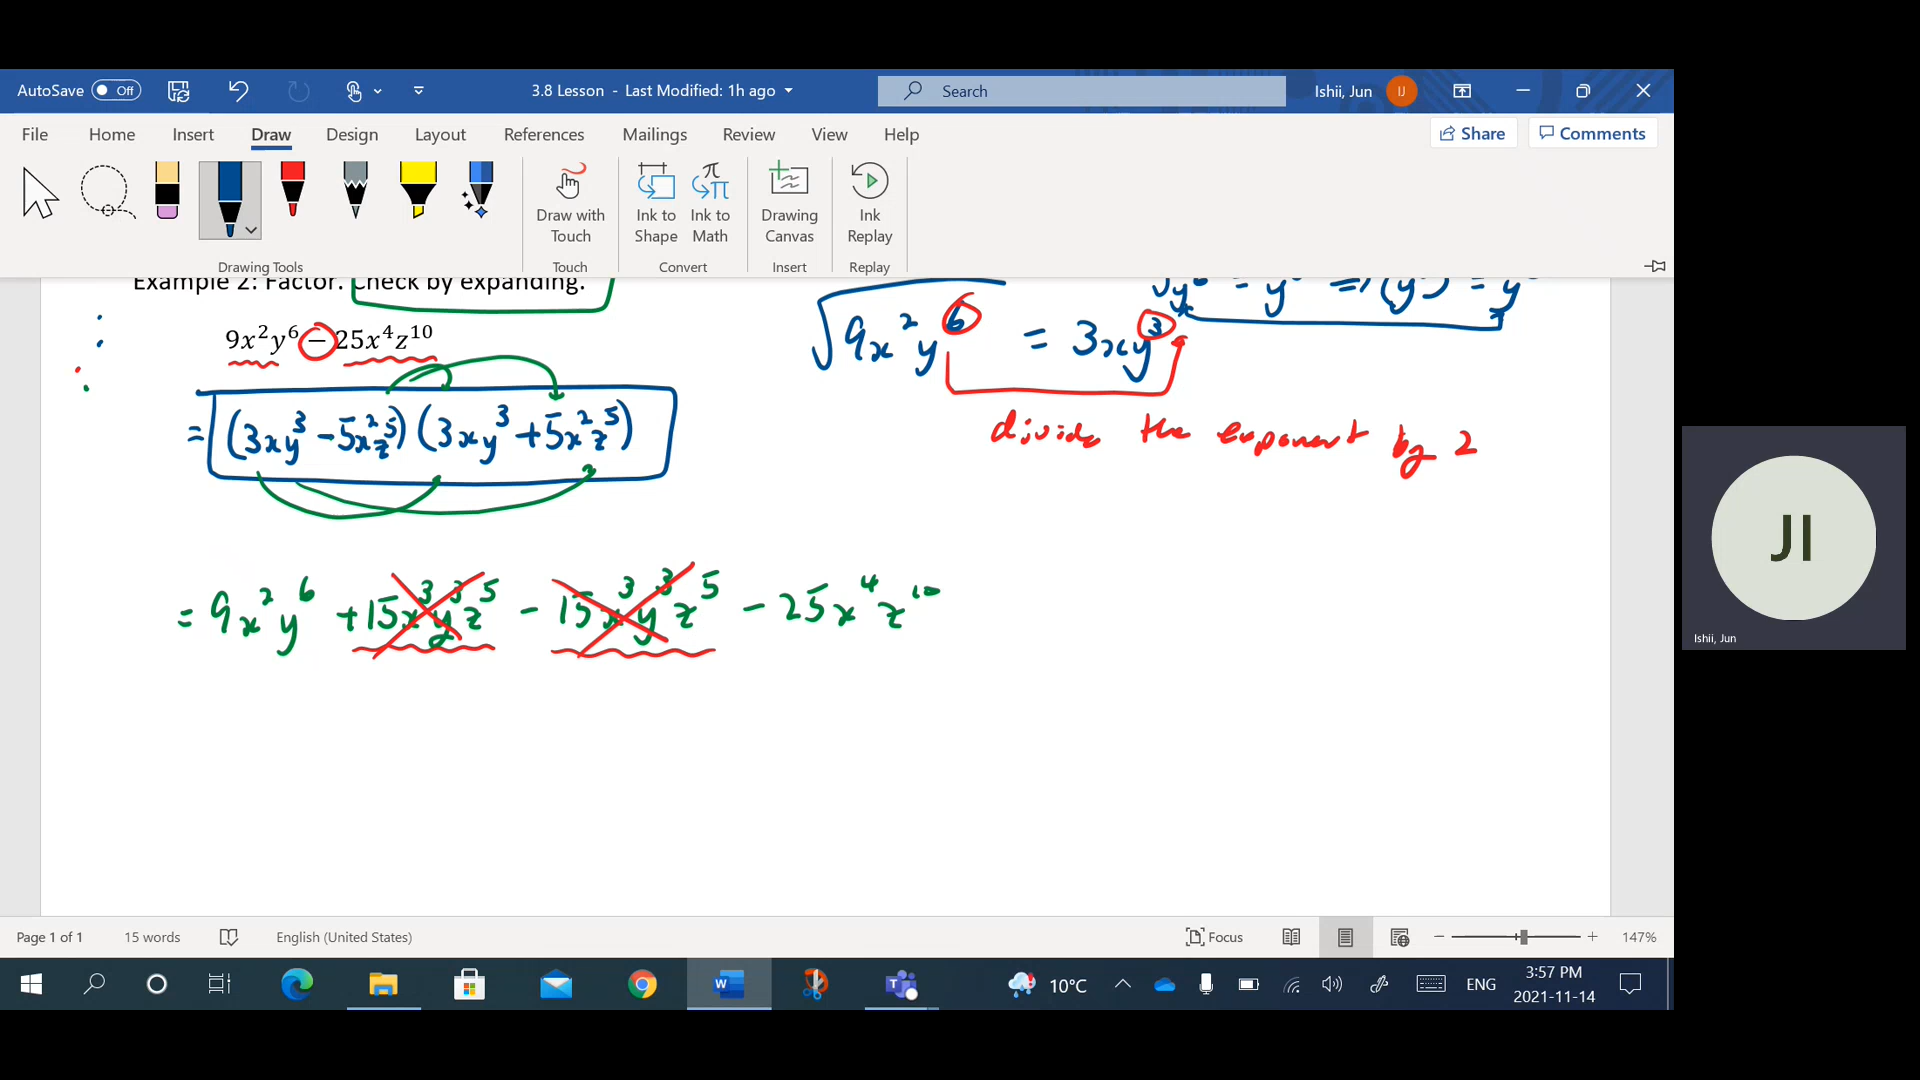 AutoSave Off 3.8 Lesson - Last Modified: 1h ago Search Ishii, Jun IJ
File Home Insert Draw Design Layout References Mailings Review View Help Share Comments
Draw with Touch Ink to Shape Ink to Math Drawing Canvas Ink Replay
Drawing Tools Touch Convert Insert Replay
Example 2: Factor. Check by expanding.
9x²y⁶ − 25x⁴z¹⁰
√9x²y⁶ = 3xy³
= (3xy³ − 5x²z⁵)(3xy³ + 5x²z⁵)
divide the exponent by 2
= 9x²y⁶ + 15x³y³z⁵ − 15x³y³z⁵ − 25x⁴z¹⁰
JI
Ishii, Jun
Page 1 of 1 15 words English (United States) Focus 147%
10°C ENG 3:57 PM
2021-11-14